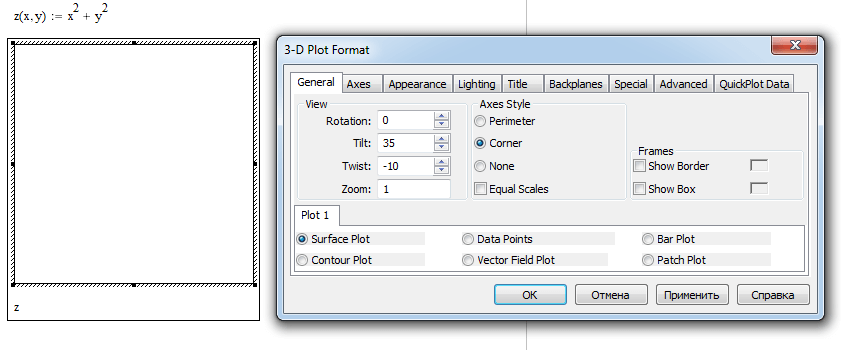 z(x,y) := x² + y²
z
3-D Plot Format
General Axes Appearance Lighting Title Backplanes Special Advanced QuickPlot Data
View Axes Style
Rotation: 0 Perimeter
Tilt: 35 Corner Frames
Twist: -10 None Show Border
Zoom: 1 Equal Scales Show Box
Plot 1
Surface Plot Data Points Bar Plot
Contour Plot Vector Field Plot Patch Plot
OK Отмена Применить Справка